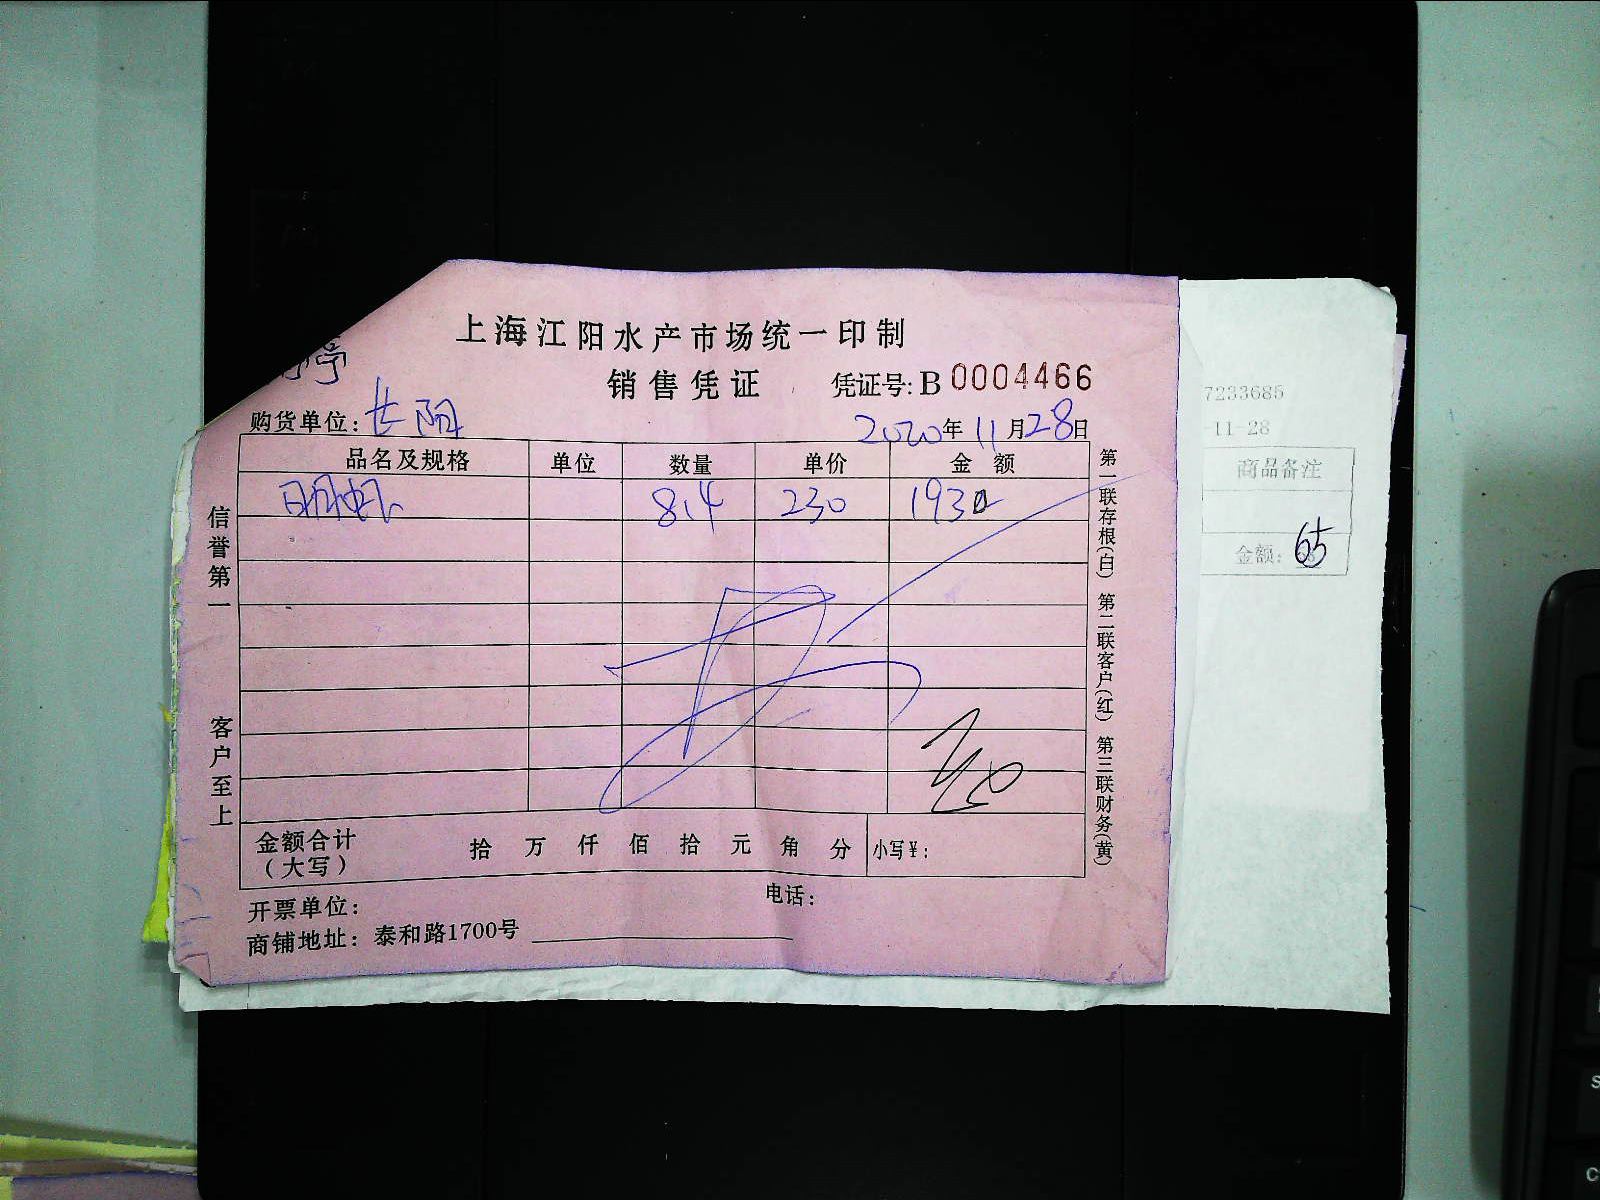 上海江阳水产市场统一印制
销售凭证 凭证号: B 0004466
购货单位: 长阳 2020年 11月28日
品名及规格 单位 数量 单价 金额
8.4 230 1932
金额合计 (大写) 拾 万 仟 佰 拾 元 角 分 小写¥:
开票单位: 电话:
商铺地址: 泰和路1700号
信誉第一 客户至上
第一联存根(白) 第二联客户(红) 第三联财务(黄)
7233685
-11-28
商品备注
金额: 65